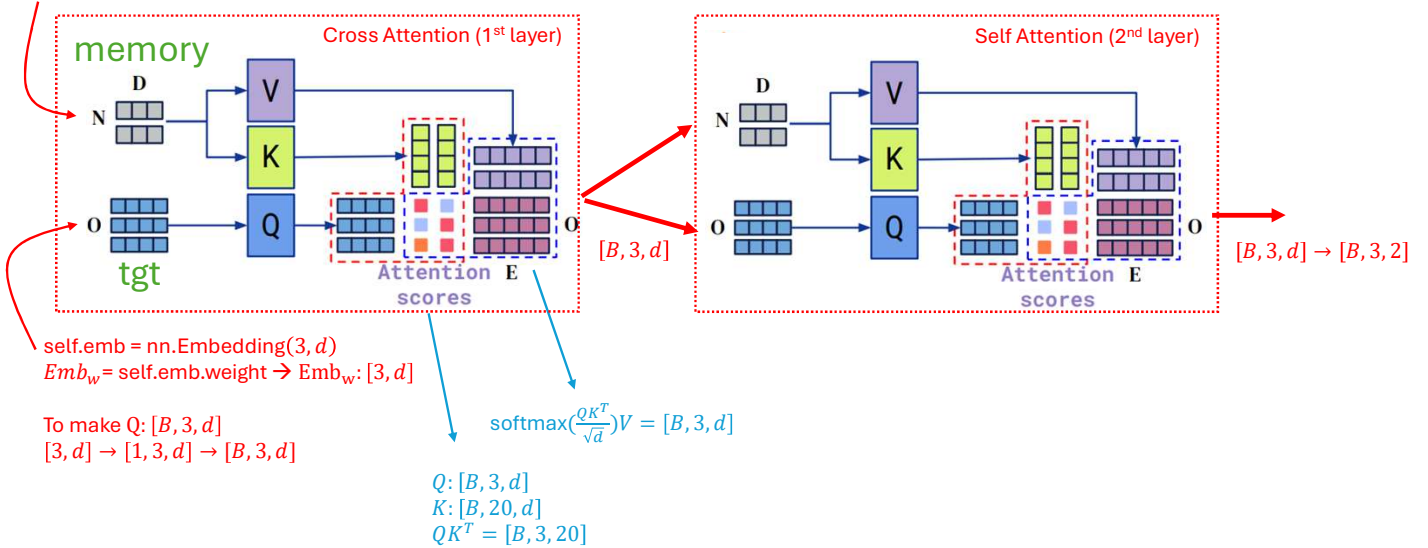 Cross Attention (1st layer)
memory
D
N
V
K
O
Q
tgt
Attention
scores
E
O
Self Attention (2nd layer)
D
N
V
K
O
Q
Attention
scores
E
O
[B, 3, d]
[B, 3, d] → [B, 3, 2]
self.emb = nn.Embedding(3, d)
Emb_w = self.emb.weight → Emb_w: [3, d]
To make Q: [B, 3, d]
[3, d] → [1, 3, d] → [B, 3, d]
softmax(\frac{QK^T}{\sqrt{d}})V = [B, 3, d]
Q: [B, 3, d]
K: [B, 20, d]
QK^T = [B, 3, 20]